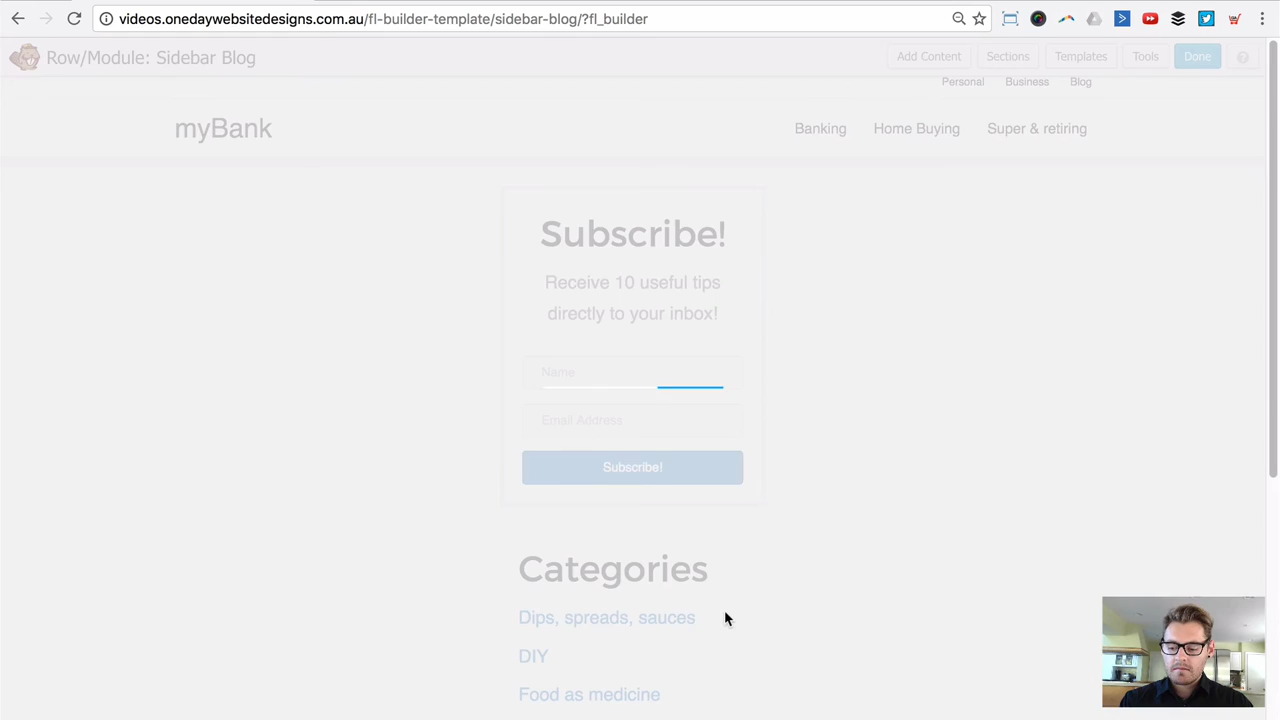 videos.onedaywebsitedesigns.com.au/fl-builder-template/sidebar-blog/?fl_builder
Row/Module: Sidebar Blog
Add Content
Sections
Templates
Tools
Done
?
Personal
Business
Blog
myBank
Banking
Home Buying
Super & retiring
Subscribe!
Receive 10 useful tips
directly to your inbox!
Name
Email Address
Subscribe!
Categories
Dips, spreads, sauces
DIY
Food as medicine